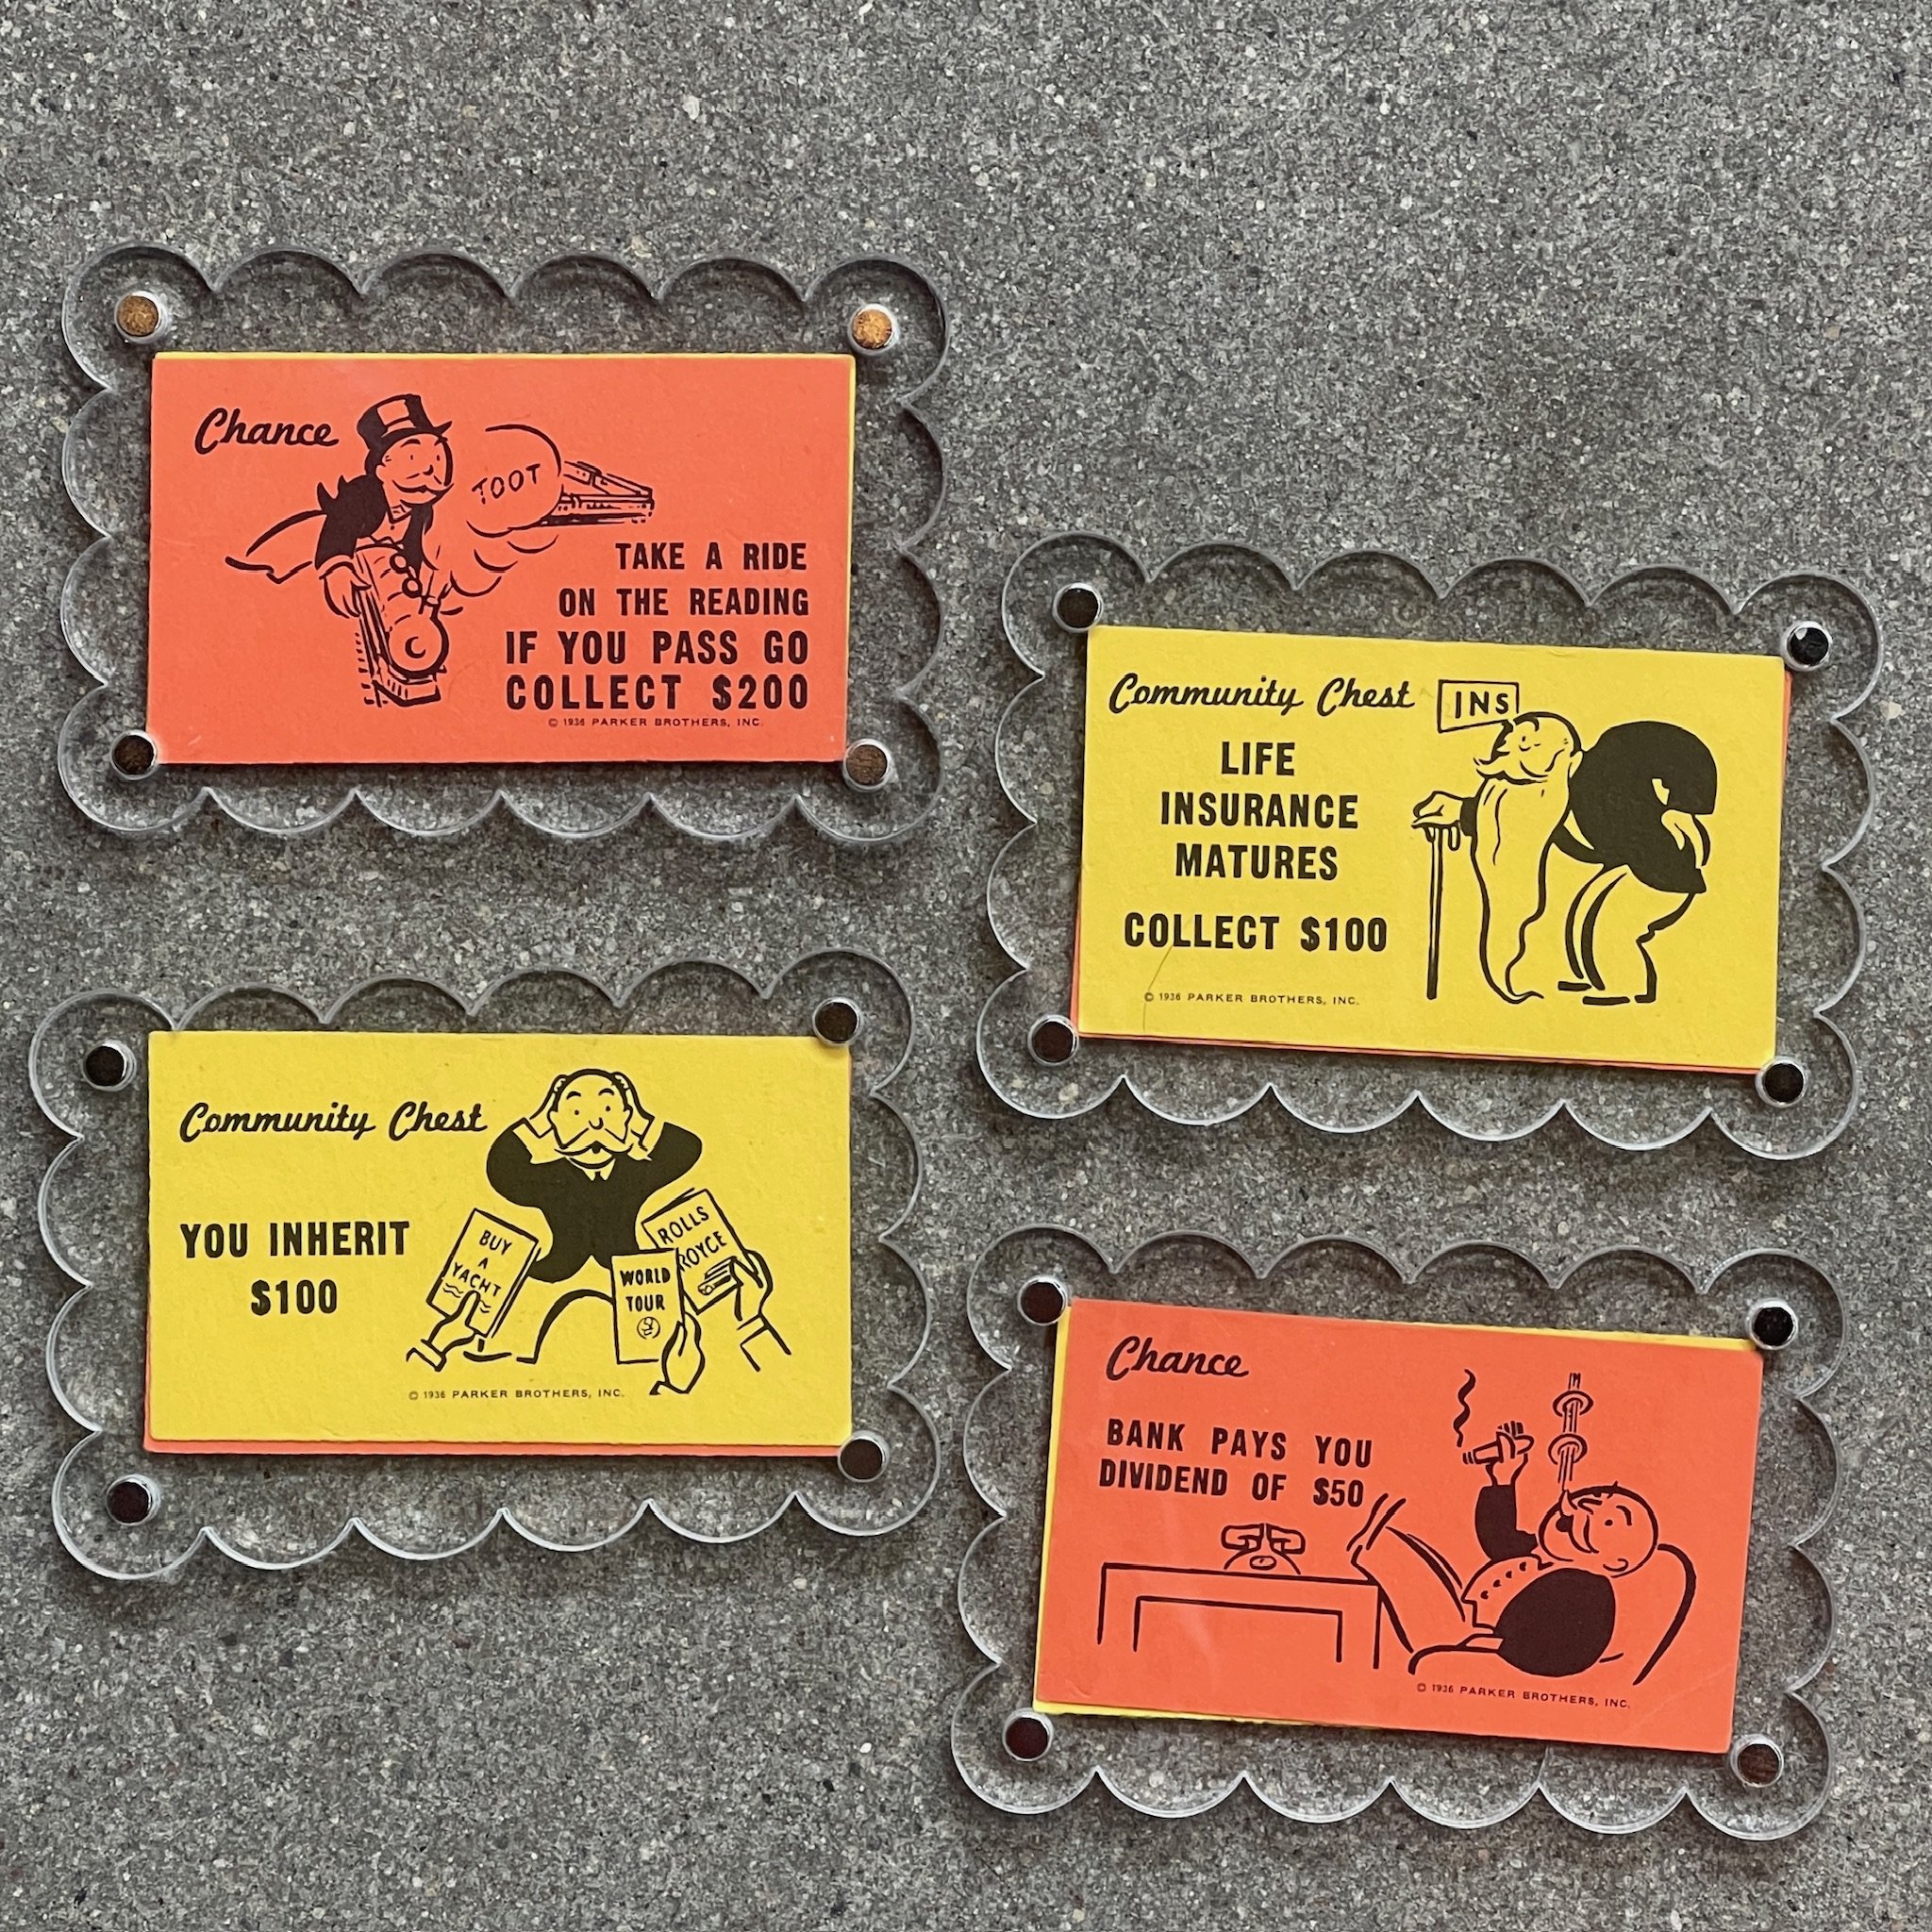 Chance
TOOT
TAKE A RIDE
ON THE READING
IF YOU PASS GO
COLLECT $200
© 1936 PARKER BROTHERS, INC.
Community Chest
INS
LIFE
INSURANCE
MATURES
COLLECT $100
© 1936 PARKER BROTHERS, INC.
Community Chest
YOU INHERIT
$100
BUY
A
YACHT
WORLD
TOUR
ROLLS
ROYCE
© 1936 PARKER BROTHERS, INC.
Chance
BANK PAYS YOU
DIVIDEND OF $50
© 1936 PARKER BROTHERS, INC.